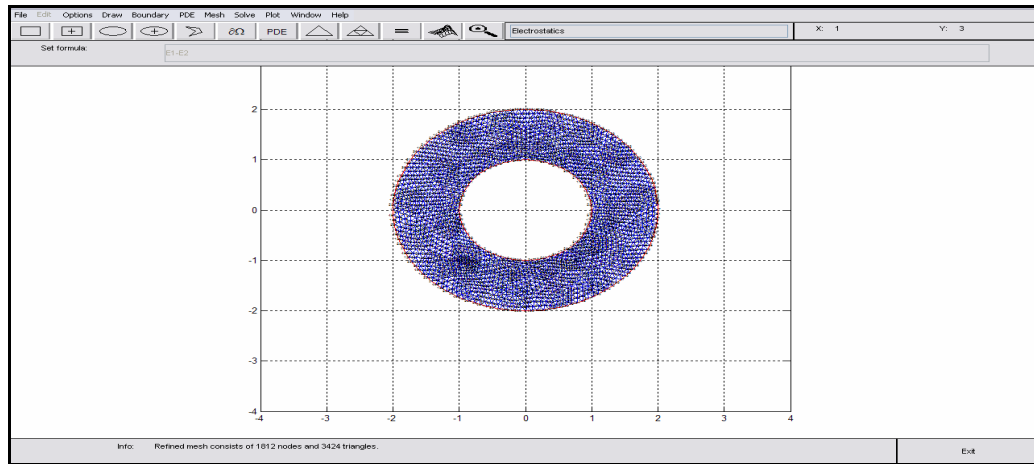 File Edit Options Draw Boundary PDE Mesh Solve Plot Window Help
∂Ω PDE = Electrostatics X: 1 Y: 3
Set formula: E1-E2
2
1
0
-1
-2
-3
-4
-4 -3 -2 -1 0 1 2 3 4
Info: Refined mesh consists of 1812 nodes and 3424 triangles. Exit